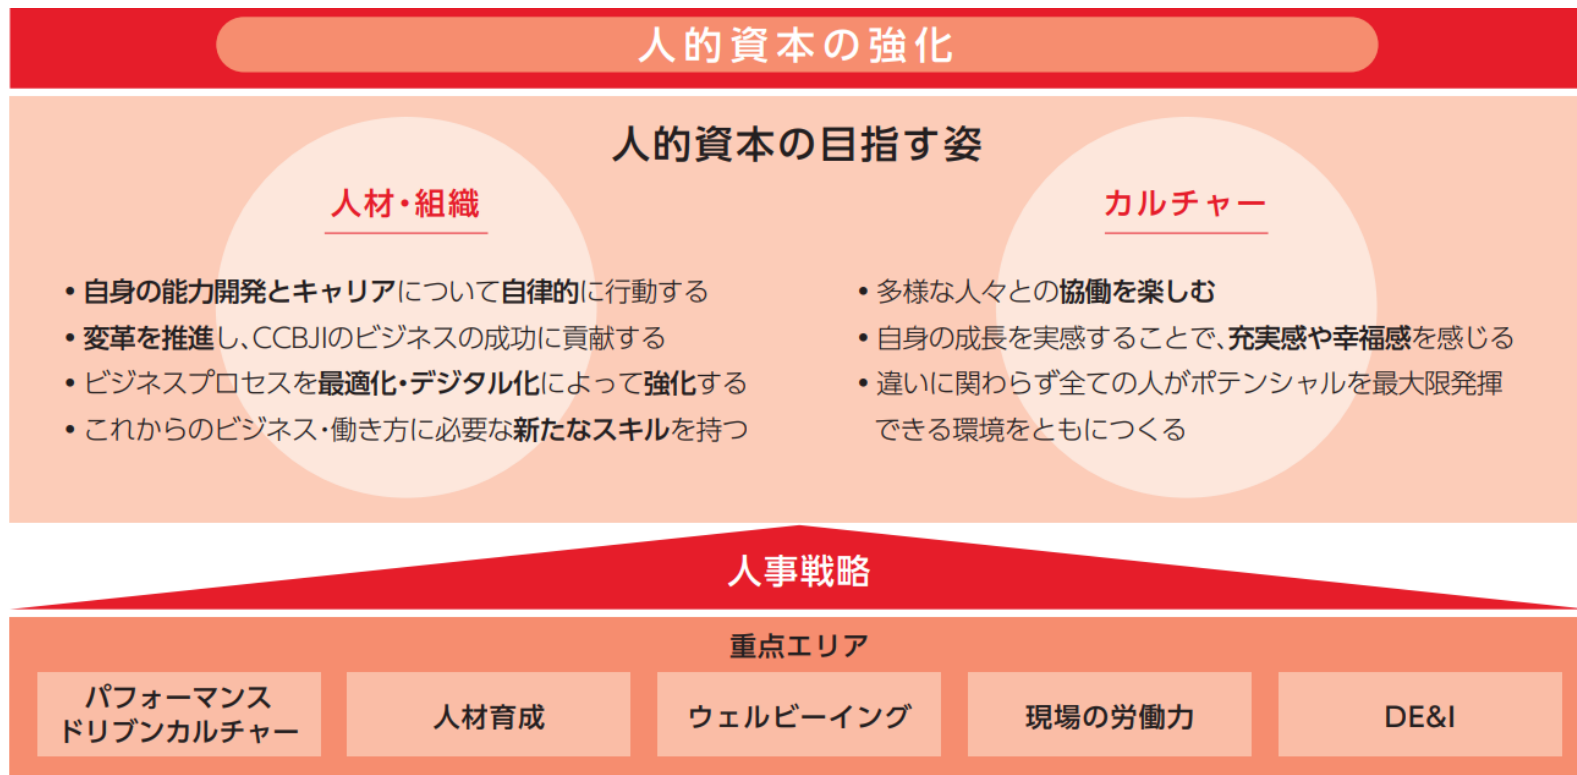 人的資本の強化
人的資本の目指す姿
人材・組織
• 自身の能力開発とキャリアについて自律的に行動する
• 変革を推進し、CCBJIのビジネスの成功に貢献する
• ビジネスプロセスを最適化・デジタル化によって強化する
• これからのビジネス・働き方に必要な新たなスキルを持つ
カルチャー
• 多様な人々との協働を楽しむ
• 自身の成長を実感することで、充実感や幸福感を感じる
• 違いに関わらず全ての人がポテンシャルを最大限発揮
できる環境をともにつくる
人事戦略
重点エリア
パフォーマンス
ドリブンカルチャー
人材育成
ウェルビーイング
現場の労働力
DE&I